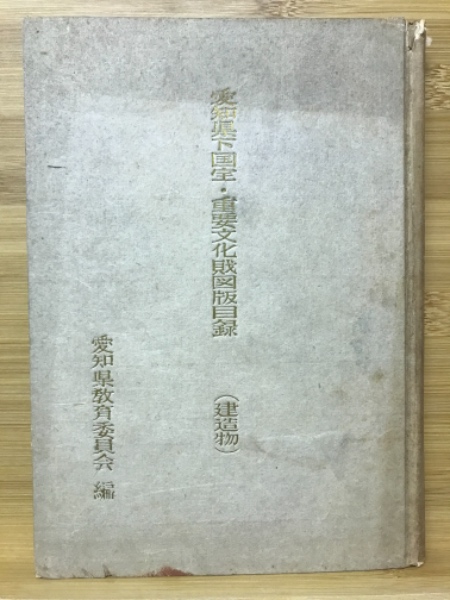 愛知県下国宝・重要文化財図版目録
(建造物)
愛知県教育委員会 編